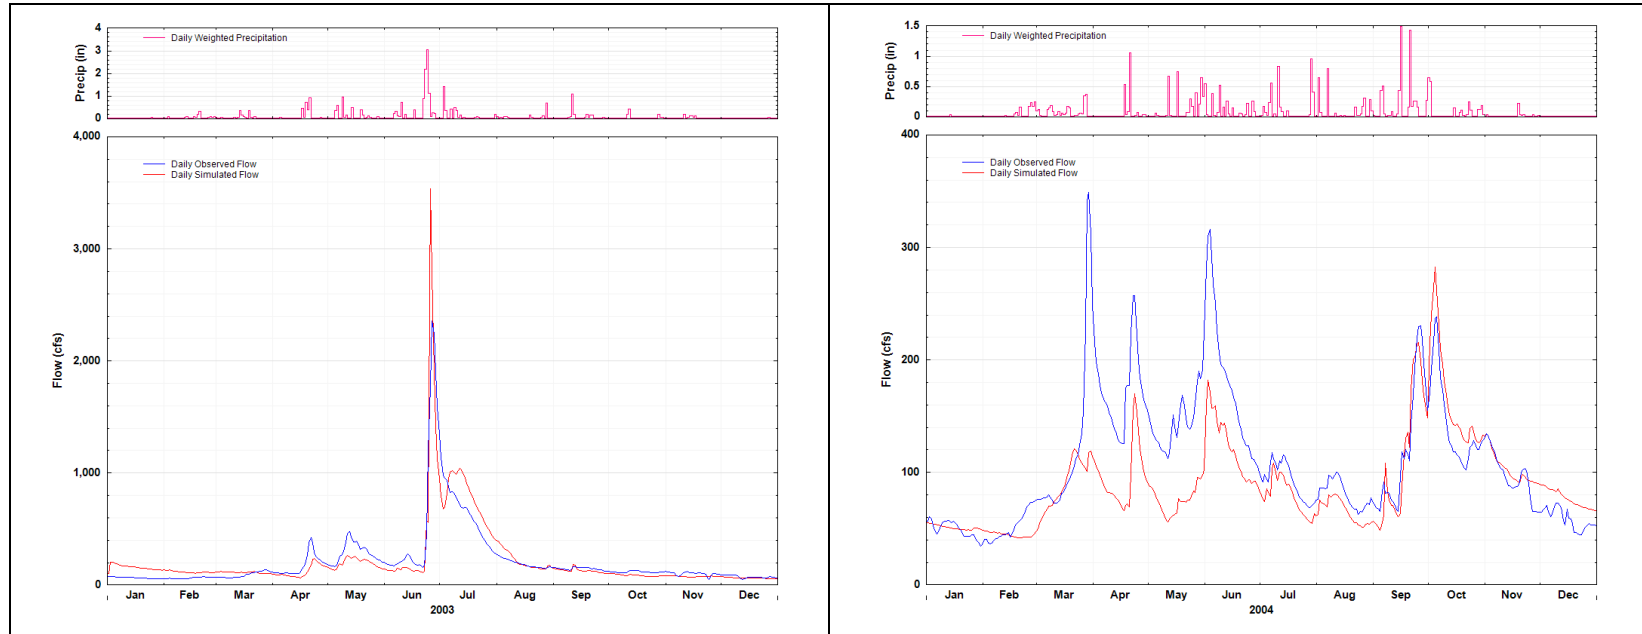 4
3
2
1
0
Precip (in)
Daily Weighted Precipitation
4,000
3,000
2,000
1,000
0
Flow (cfs)
Daily Observed Flow
Daily Simulated Flow
Jan Feb Mar Apr May Jun Jul Aug Sep Oct Nov Dec
2003
1.5
1
0.5
0
Precip (in)
Daily Weighted Precipitation
400
300
200
100
0
Flow (cfs)
Daily Observed Flow
Daily Simulated Flow
Jan Feb Mar Apr May Jun Jul Aug Sep Oct Nov Dec
2004